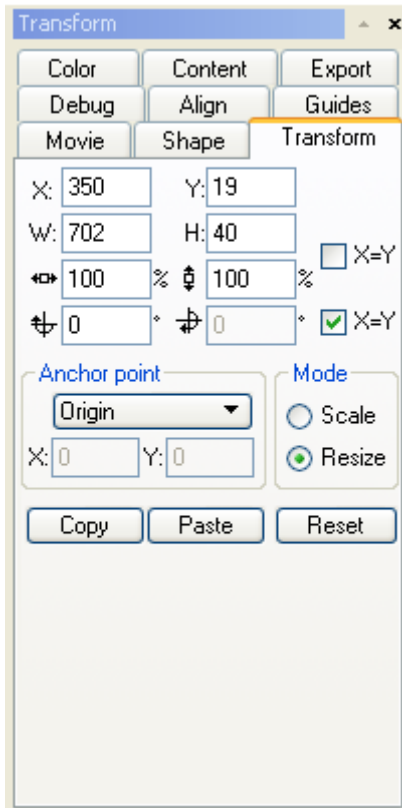 Transform
Color Content Export
Debug Align Guides
Movie Shape Transform
X: 350 Y: 19
W: 702 H: 40
X=Y
100 % 100 %
0 ° 0 ° X=Y
Anchor point Mode
Origin Scale
X: 0 Y: 0 Resize
Copy Paste Reset